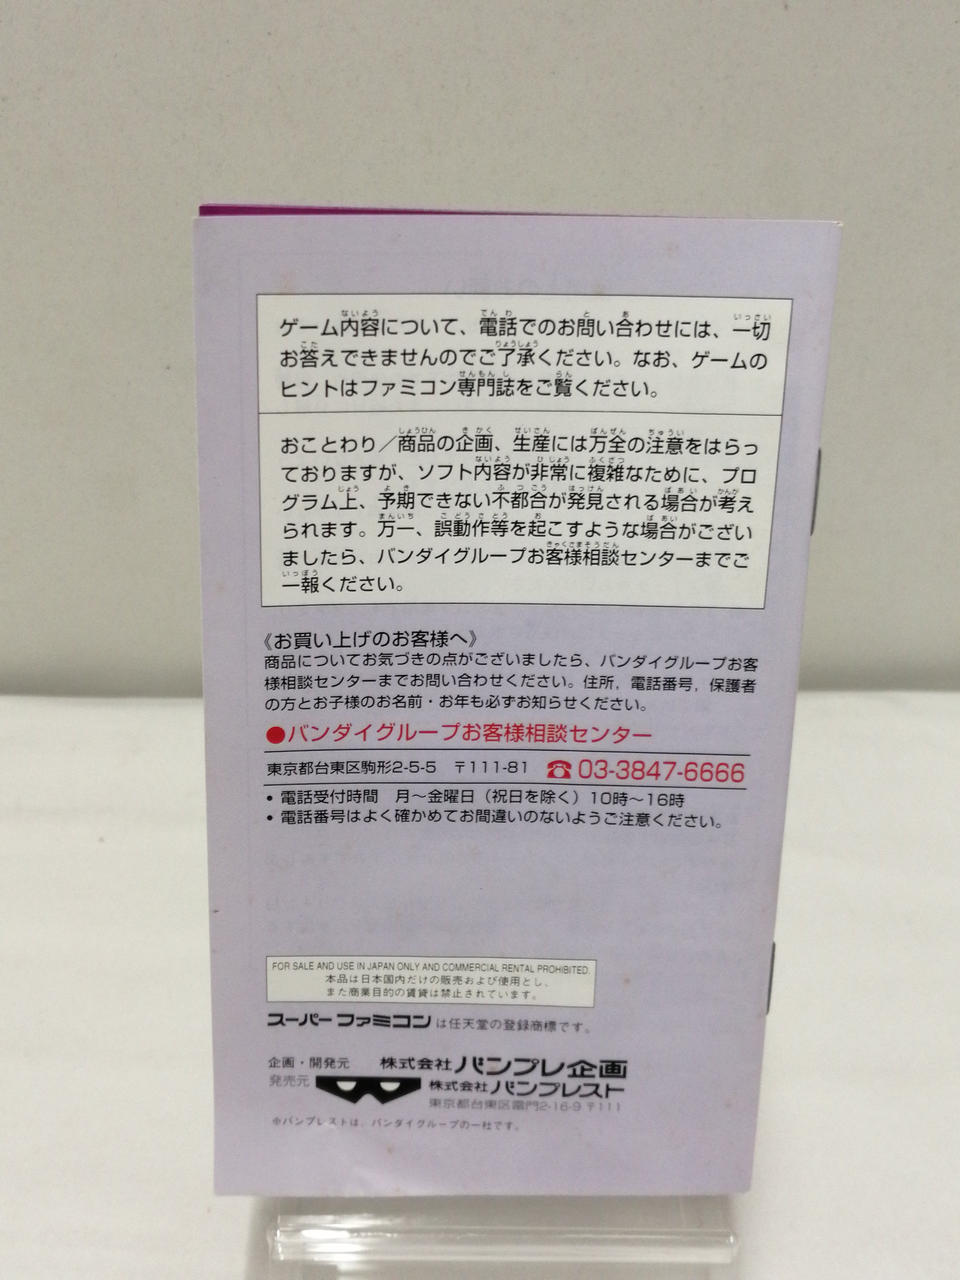 ゲーム内容について、電話でのお問い合わせには、一切
お答えできませんのでご了承ください。なお、ゲームの
ヒントはファミコン専門誌をご覧ください。
おことわり／商品の企画、生産には万全の注意をはらっ
ておりますが、ソフト内容が非常に複雑なために、プロ
グラム上、予期できない不都合が発見される場合が考え
られます。万一、誤動作等を起こすような場合がござい
ましたら、バンダイグループお客様相談センターまでご
一報ください。
《お買い上げのお客様へ》
商品についてお気づきの点がございましたら、バンダイグループお客
様相談センターまでお問い合わせください。住所，電話番号，保護者
の方とお子様のお名前・お年も必ずお知らせください。
●バンダイグループお客様相談センター
東京都台東区駒形2-5-5 〒111-81 ☎03-3847-6666
• 電話受付時間 月～金曜日（祝日を除く）10時～16時
• 電話番号はよく確かめてお間違いのないようご注意ください。
FOR SALE AND USE IN JAPAN ONLY AND COMMERCIAL RENTAL PROHIBITED.
本品は日本国内だけの販売および使用とし、
また商業目的の賃貸は禁止されています。
スーパーファミコンは任天堂の登録商標です。
企画・開発元 株式会社バンプレ企画
発売元 株式会社バンプレスト
東京都台東区雷門2-16-9 〒111
※バンプレストは、バンダイグループの一社です。